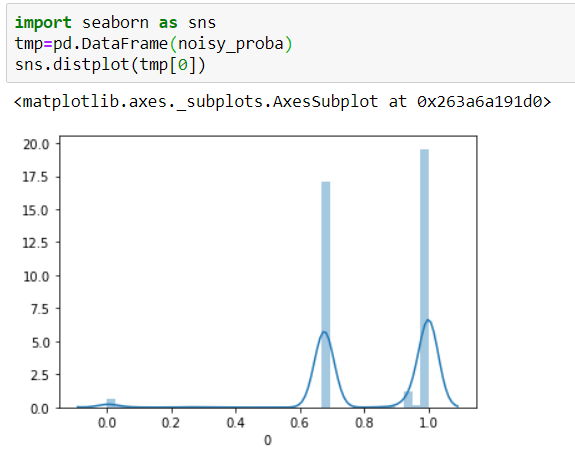 import seaborn as sns
tmp=pd.DataFrame(noisy_proba)
sns.distplot(tmp[0])
<matplotlib.axes._subplots.AxesSubplot at 0x263a6a191d0>
20.0
17.5
15.0
12.5
10.0
7.5
5.0
2.5
0.0
0.0 0.2 0.4 0.6 0.8 1.0
0